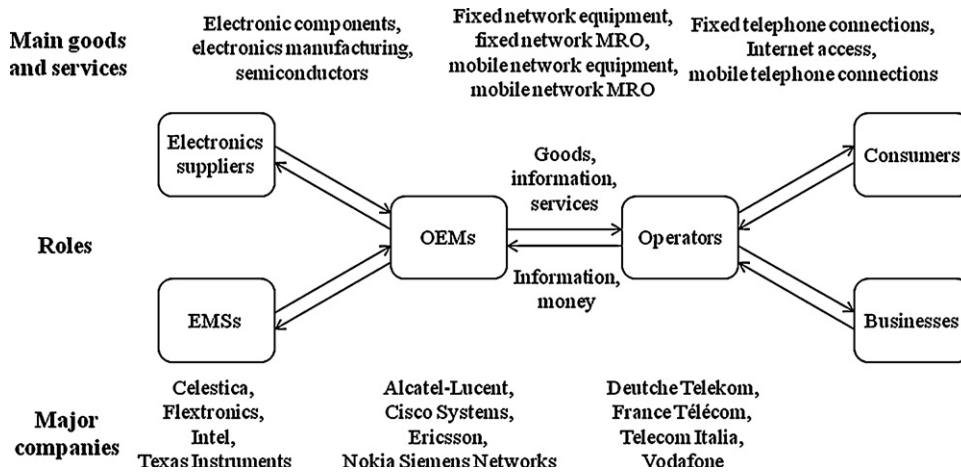 Main goods
and services
Electronic components,
electronics manufacturing,
semiconductors
Fixed network equipment,
fixed network MRO,
mobile network equipment,
mobile network MRO
Fixed telephone connections,
Internet access,
mobile telephone connections
Roles
Electronics
suppliers
EMSs
OEMs
Goods,
information,
services
Information,
money
Operators
Consumers
Businesses
Major
companies
Celestica,
Flextronics,
Intel,
Texas Instruments
Alcatel-Lucent,
Cisco Systems,
Ericsson,
Nokia Siemens Networks
Deutche Telekom,
France Télécom,
Telecom Italia,
Vodafone